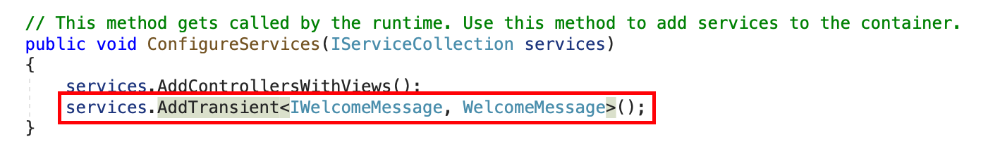 // This method gets called by the runtime. Use this method to add services to the container.
public void ConfigureServices(IServiceCollection services)
{
services.AddControllersWithViews();
services.AddTransient<IWelcomeMessage, WelcomeMessage>();
}